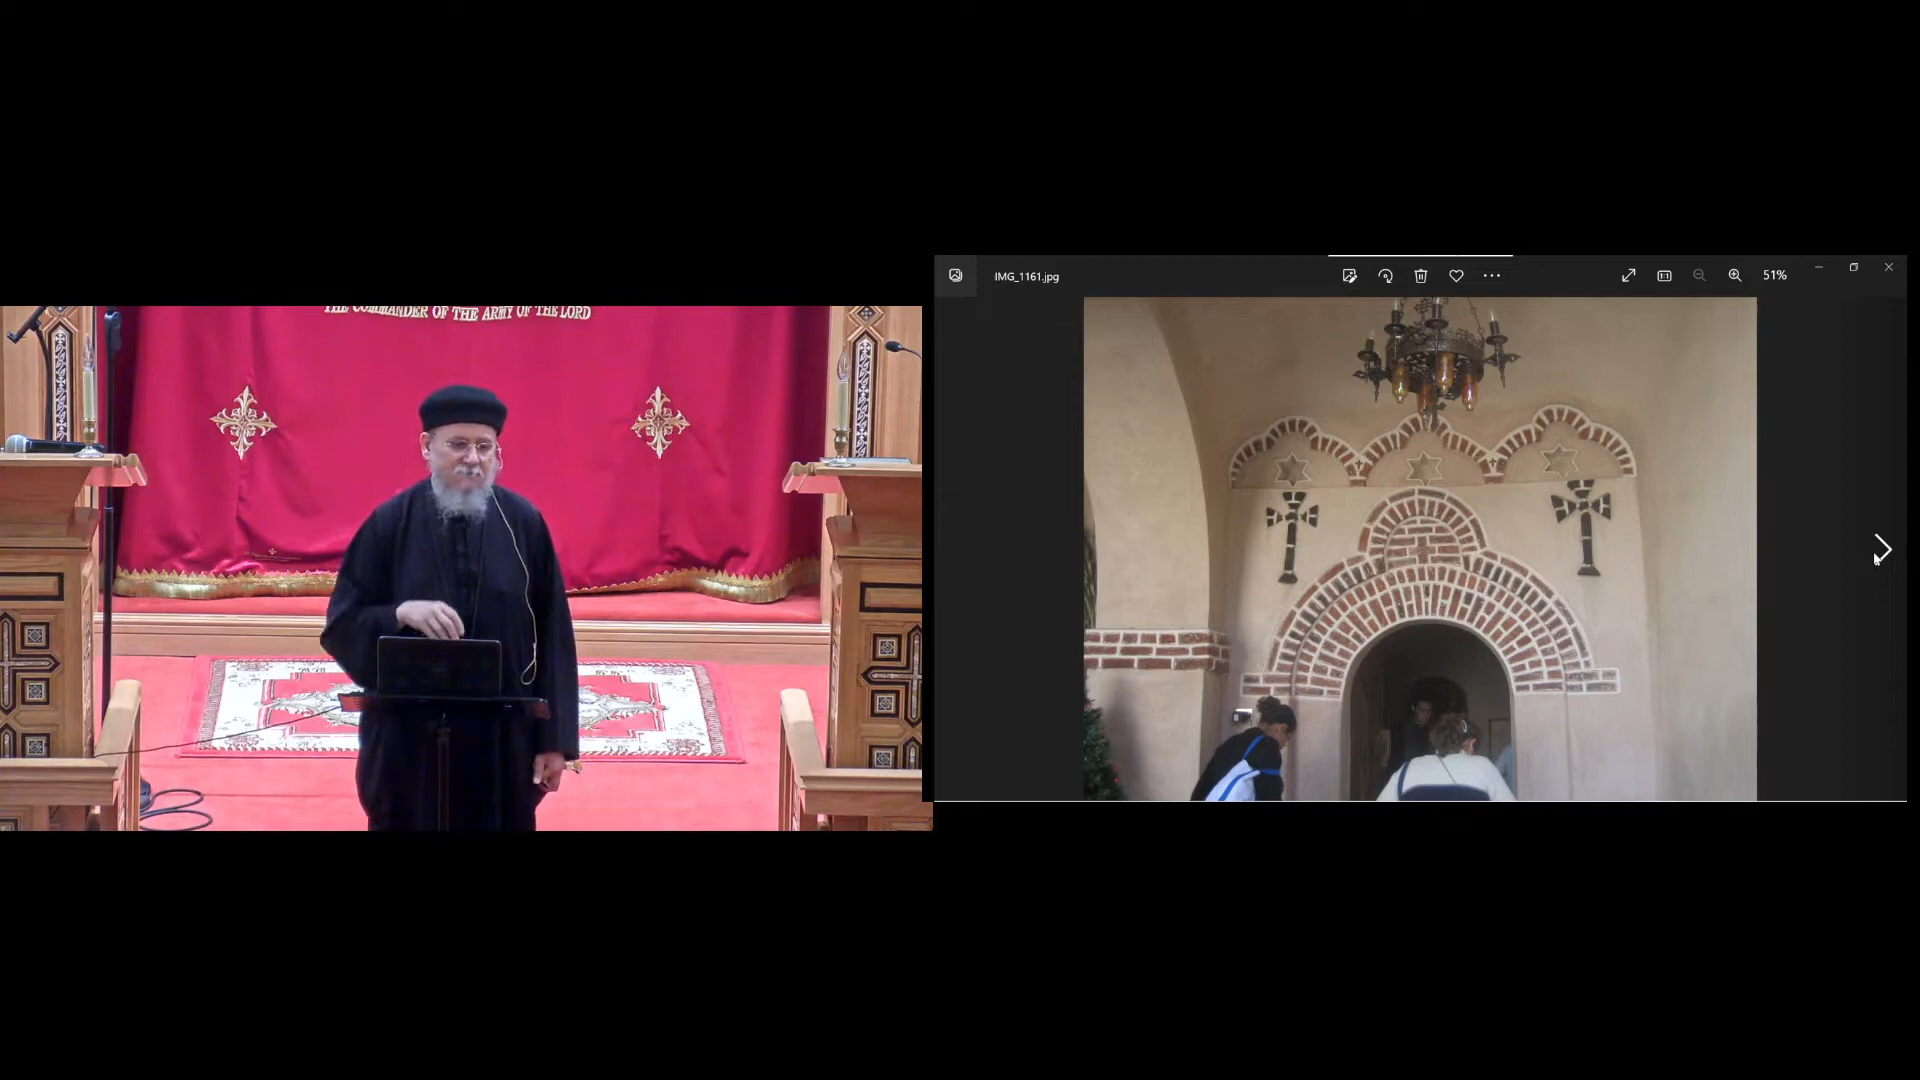 THE COMMANDER OF THE ARMY OF THE LORD
IMG_1161.jpg
51%